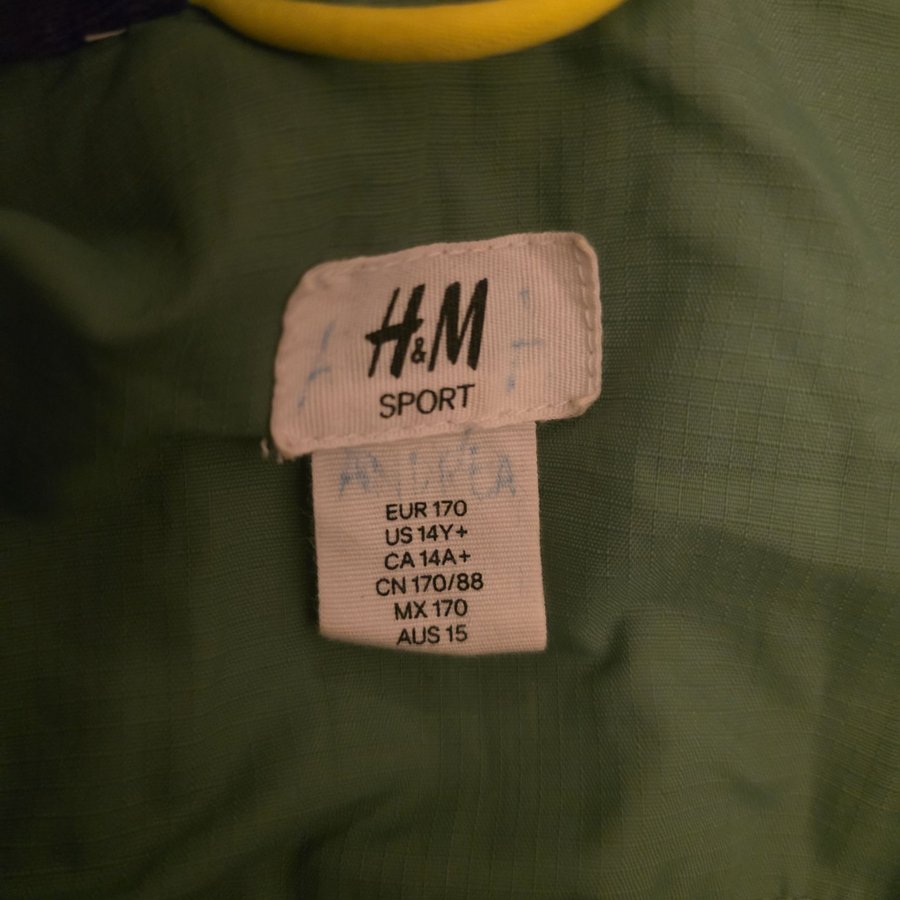 H&M
SPORT
EUR 170
US 14Y+
CA 14A+
CN 170/88
MX 170
AUS 15